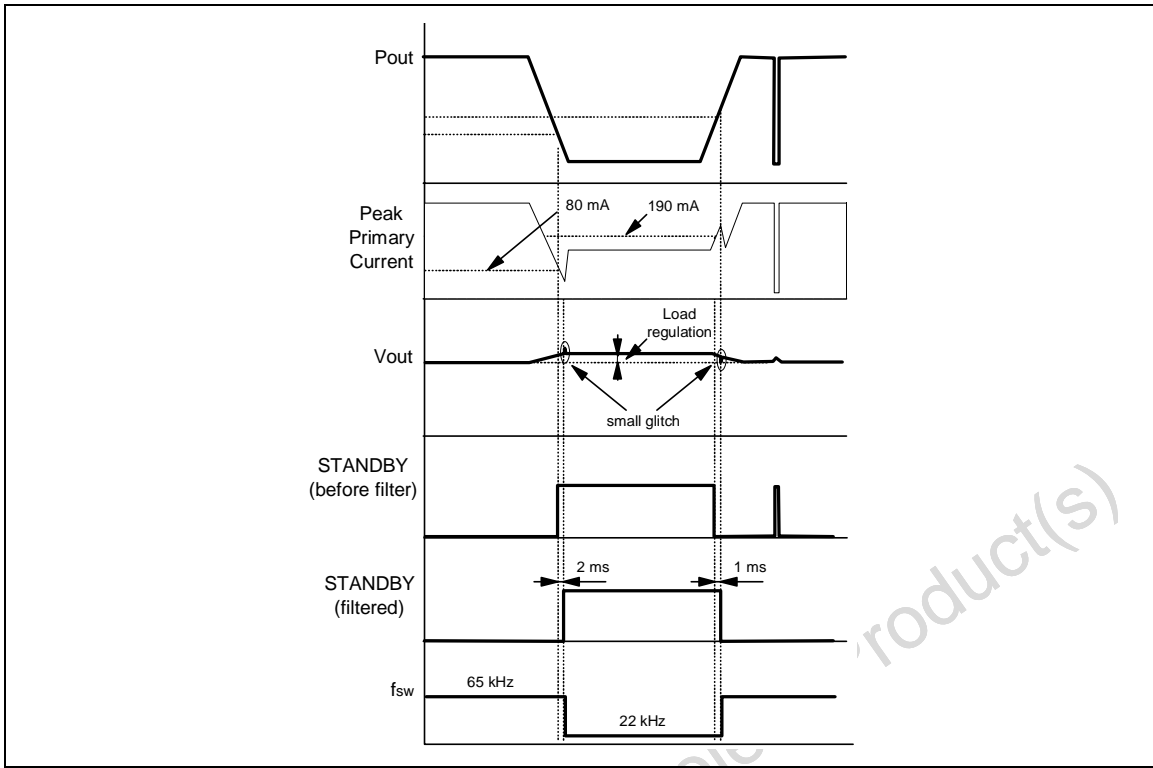 Pout
80 mA
190 mA
Peak
Primary
Current
Load
regulation
Vout
small glitch
STANDBY
(before filter)
2 ms
1 ms
STANDBY
(filtered)
65 kHz
fsw
22 kHz
roduct(s)